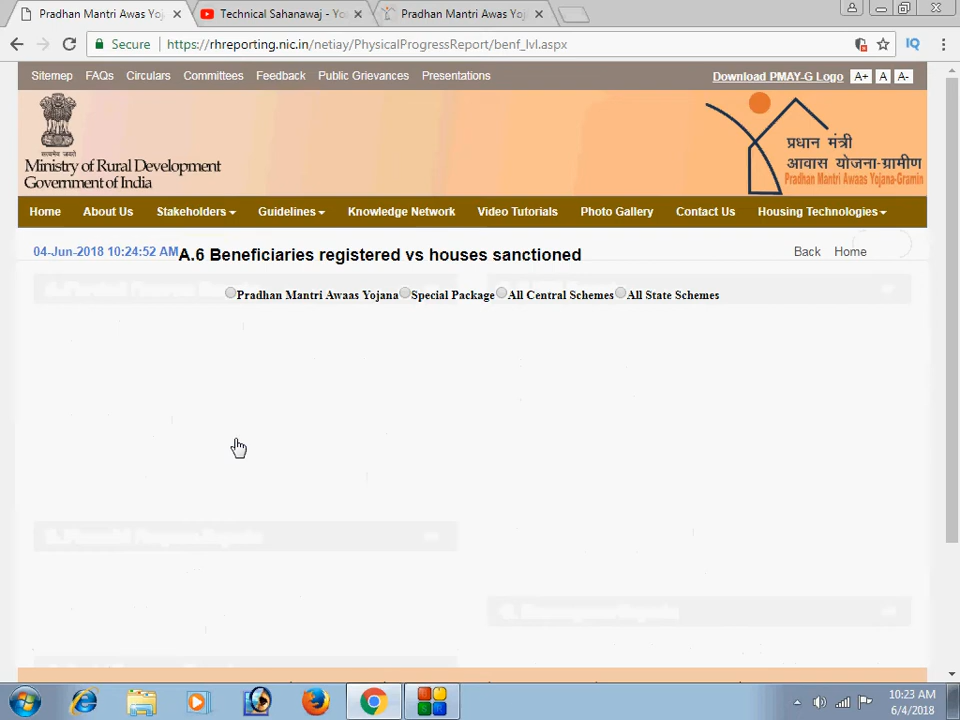 Pradhan Mantri Awaas Yoj
Technical Sahanawaj - Yo
Pradhan Mantri Awas Yoj
Secure
https://rhreporting.nic.in/netiay/PhysicalProgressReport/benf_lvl.aspx
IQ
Sitemep FAQs Circulars Committees Feedback Public Grievances Presentations
Download PMAY-G Logo A+ A A-
सत्यमेव जयते
Ministry of Rural Development
Government of India
प्रधान मंत्री
आवास योजना-ग्रामीण
Pradhan Mantri Awaas Yojana-Gramin
Home About Us Stakeholders Guidelines Knowledge Network Video Tutorials Photo Gallery Contact Us Housing Technologies
04-Jun-2018 10:24:52 AM A.6 Beneficiaries registered vs houses sanctioned Back Home
Pradhan Mantri Awaas Yojana Special Package All Central Schemes All State Schemes
10:23 AM
6/4/2018